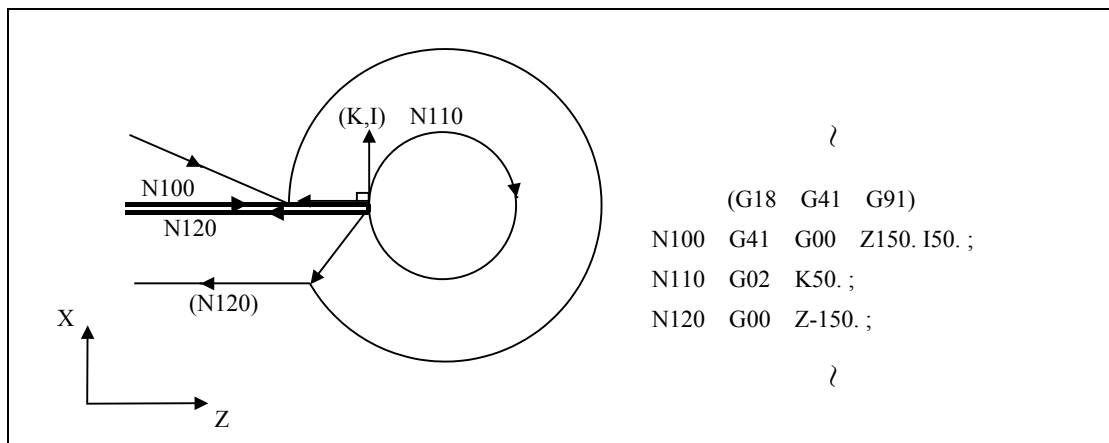 (K,I) N110
N100
N120
(N120)
X
Z
~
(G18 G41 G91)
N100 G41 G00 Z150. I50. ;
N110 G02 K50. ;
N120 G00 Z-150. ;
~